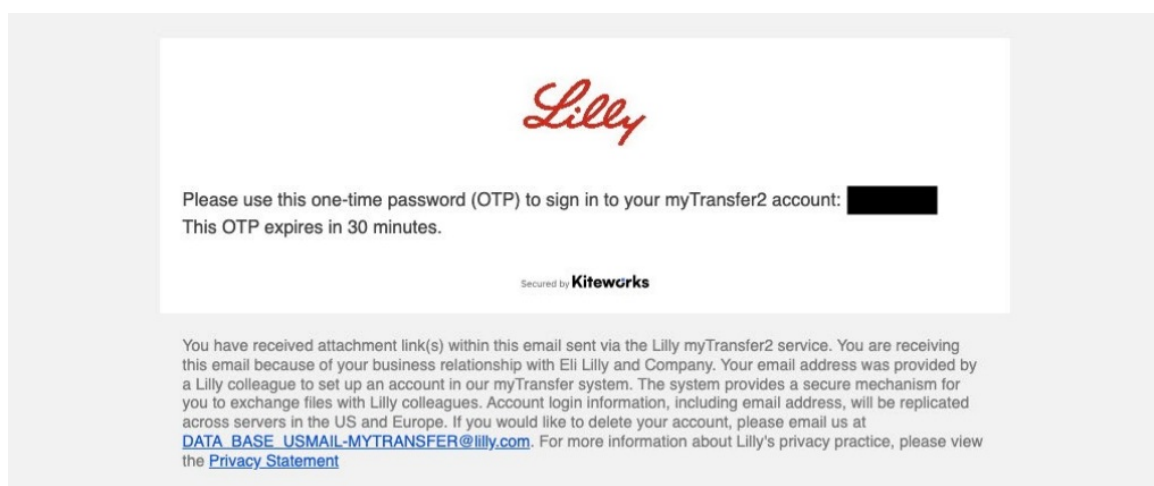 Lilly
Please use this one-time password (OTP) to sign in to your myTransfer2 account:
This OTP expires in 30 minutes.
Secured by Kiteworks
You have received attachment link(s) within this email sent via the Lilly myTransfer2 service. You are receiving
this email because of your business relationship with Eli Lilly and Company. Your email address was provided by
a Lilly colleague to set up an account in our myTransfer system. The system provides a secure mechanism for
you to exchange files with Lilly colleagues. Account login information, including email address, will be replicated
across servers in the US and Europe. If you would like to delete your account, please email us at
DATA_BASE_USMAIL-MYTRANSFER@lilly.com. For more information about Lilly's privacy practice, please view
the Privacy Statement